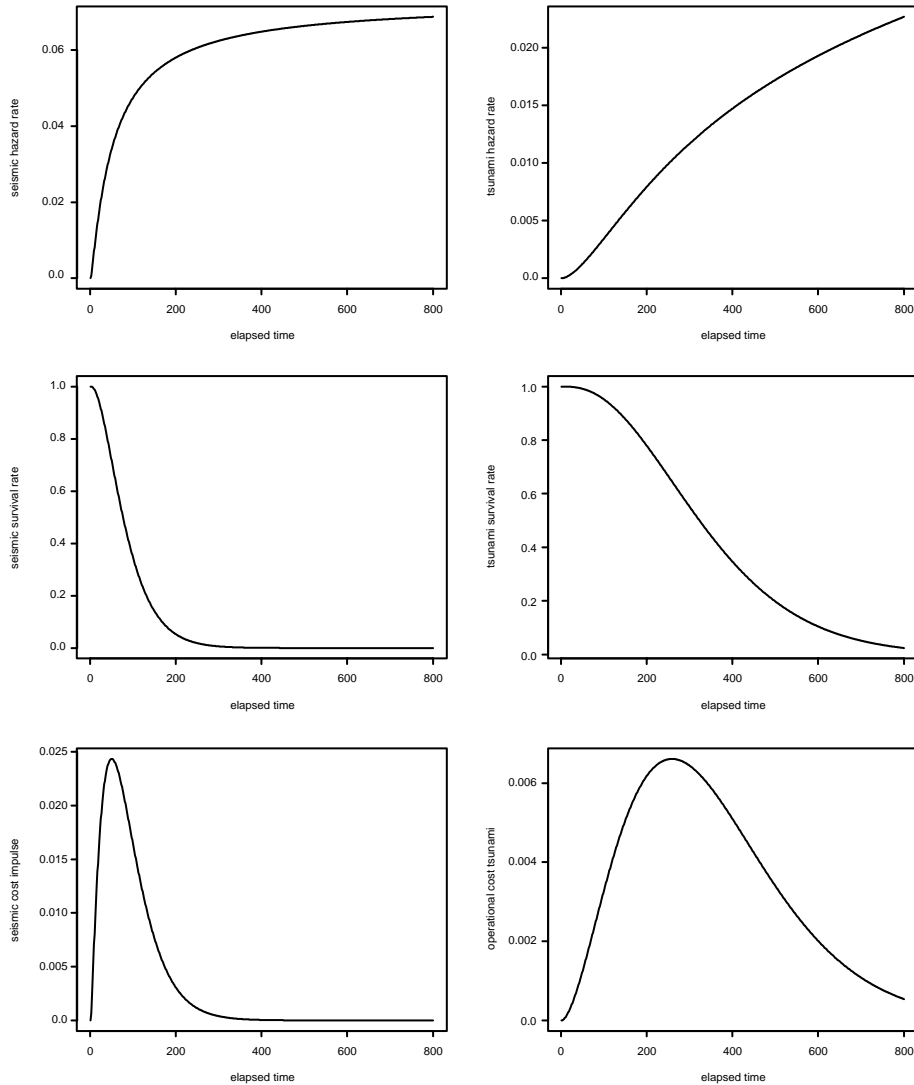 seismic hazard rate
0.06
0.04
0.02
0.0
0 200 400 600 800
elapsed time
tsunami hazard rate
0.020
0.015
0.010
0.005
0.0
0 200 400 600 800
elapsed time
seismic survival rate
1.0
0.8
0.6
0.4
0.2
0.0
0 200 400 600 800
elapsed time
tsunami survival rate
1.0
0.8
0.6
0.4
0.2
0.0
0 200 400 600 800
elapsed time
seismic cost impulse
0.025
0.020
0.015
0.010
0.005
0.0
0 200 400 600 800
elapsed time
operational cost tsunami
0.006
0.004
0.002
0.0
0 200 400 600 800
elapsed time